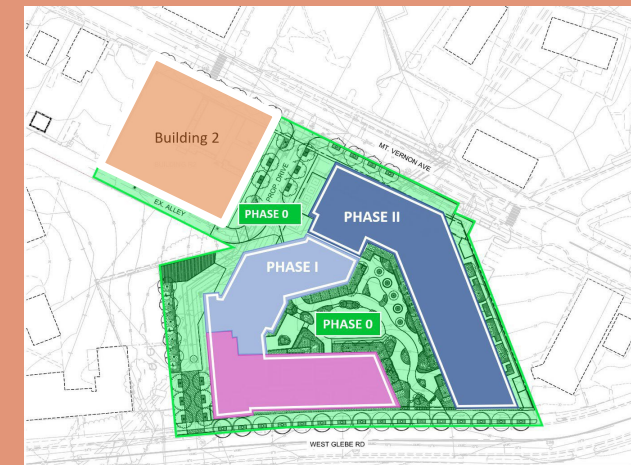 Building 2
MT. VERNON AVE
PROP. DRIVE
EX. ALLEY
PHASE 0
PHASE II
PHASE I
PHASE 0
WEST GLEBE RD